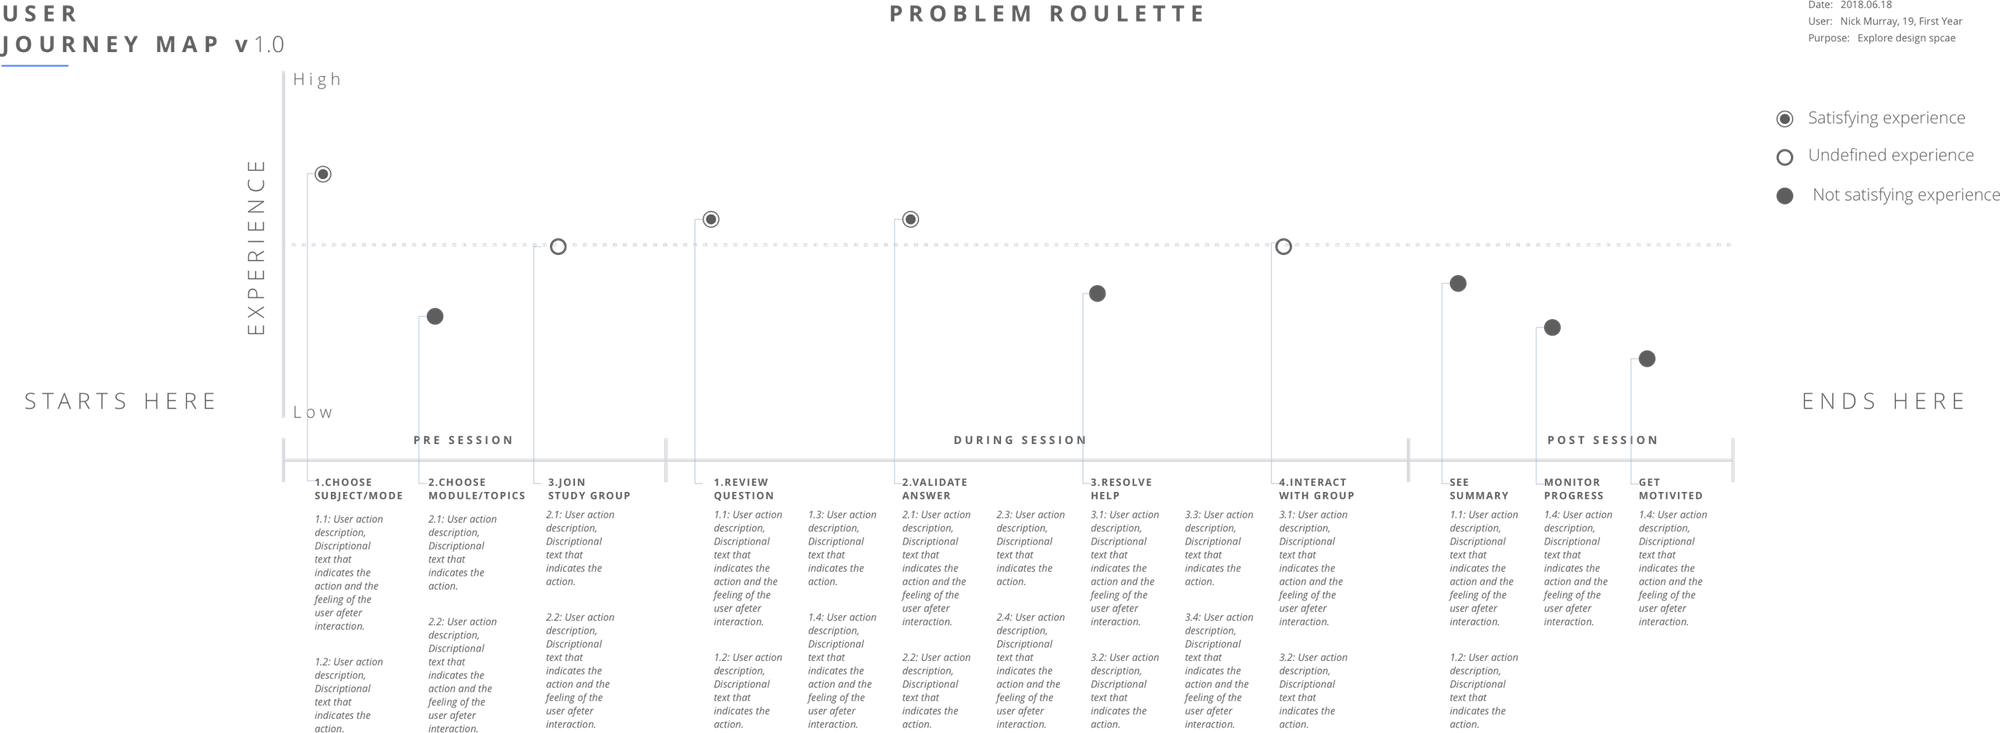 USER
JOURNEY MAP v 1.0
PROBLEM ROULETTE
Date: 2018.06.18
User: Nick Murray, 19, First Year
Purpose: Explore design spcae
High
EXPERIENCE
Low
Satisfying experience
Undefined experience
Not satisfying experience
STARTS HERE
ENDS HERE
PRE SESSION
DURING SESSION
POST SESSION
1.CHOOSE
SUBJECT/MODE
1.1: User action
description,
Discriptional
text that
indicates the
action and the
feeling of the
user afeter
interaction.
1.2: User action
description,
Discriptional
text that
indicates the
action.
2.CHOOSE
MODULE/TOPICS
2.1: User action
description,
Discriptional
text that
indicates the
action.
2.2: User action
description,
Discriptional
text that
indicates the
action and the
feeling of the
user afeter
interaction.
3.JOIN
STUDY GROUP
2.1: User action
description,
Discriptional
text that
indicates the
action.
2.2: User action
description,
Discriptional
text that
indicates the
action and the
feeling of the
user afeter
interaction.
1.REVIEW
QUESTION
1.1: User action
description,
Discriptional
text that
indicates the
action and the
feeling of the
user afeter
interaction.
1.2: User action
description,
Discriptional
text that
indicates the
action.
1.3: User action
description,
Discriptional
text that
indicates the
action.
1.4: User action
description,
Discriptional
text that
indicates the
action and the
feeling of the
user afeter
interaction.
2.VALIDATE
ANSWER
2.1: User action
description,
Discriptional
text that
indicates the
action and the
feeling of the
user afeter
interaction.
2.2: User action
description,
Discriptional
text that
indicates the
action.
2.3: User action
description,
Discriptional
text that
indicates the
action.
2.4: User action
description,
Discriptional
text that
indicates the
action and the
feeling of the
user afeter
interaction.
3.RESOLVE
HELP
3.1: User action
description,
Discriptional
text that
indicates the
action and the
feeling of the
user afeter
interaction.
3.2: User action
description,
Discriptional
text that
indicates the
action.
3.3: User action
description,
Discriptional
text that
indicates the
action.
3.4: User action
description,
Discriptional
text that
indicates the
action and the
feeling of the
user afeter
interaction.
4.INTERACT
WITH GROUP
3.1: User action
description,
Discriptional
text that
indicates the
action and the
feeling of the
user afeter
interaction.
3.2: User action
description,
Discriptional
text that
indicates the
action.
SEE
SUMMARY
1.1: User action
description,
Discriptional
text that
indicates the
action and the
feeling of the
user afeter
interaction.
1.2: User action
description,
Discriptional
text that
indicates the
action.
MONITOR
PROGRESS
1.4: User action
description,
Discriptional
text that
indicates the
action and the
feeling of the
user afeter
interaction.
GET
MOTIVITED
1.4: User action
description,
Discriptional
text that
indicates the
action and the
feeling of the
user afeter
interaction.